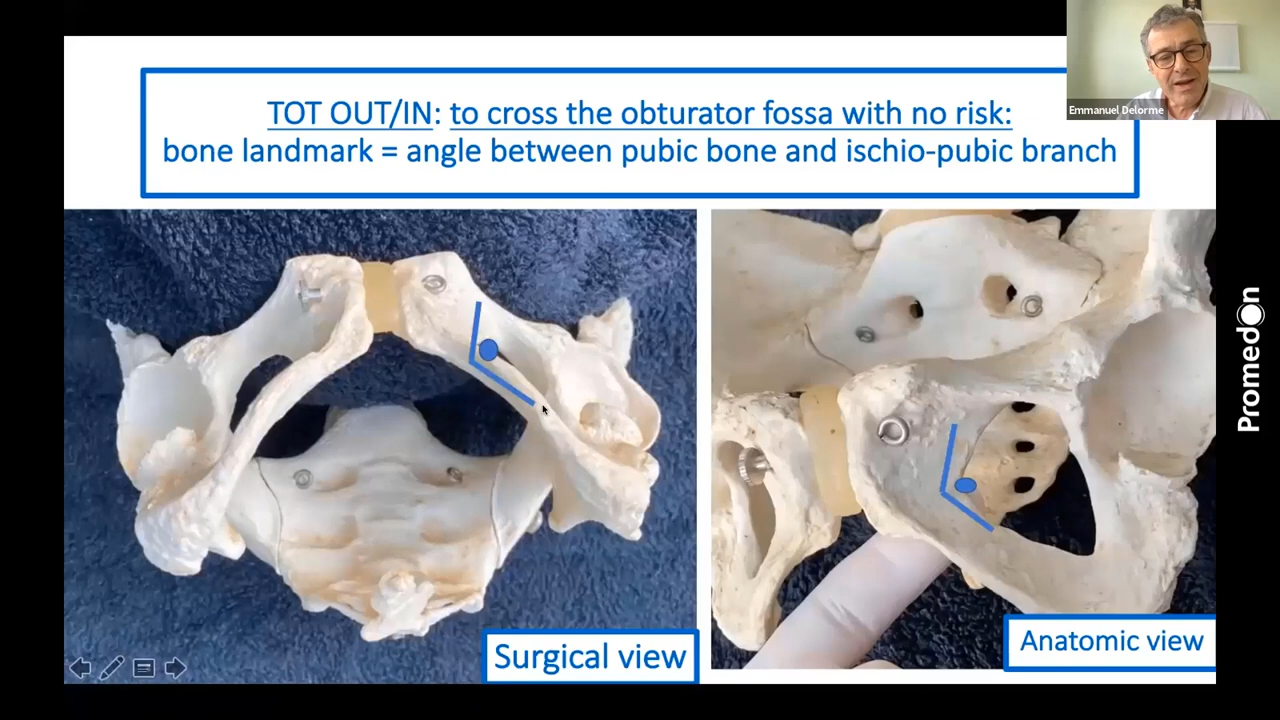 TOT OUT/IN: to cross the obturator fossa with no risk:
bone landmark = angle between pubic bone and ischio-pubic branch
Emmanuel Delorme
Promedon
Surgical view
Anatomic view